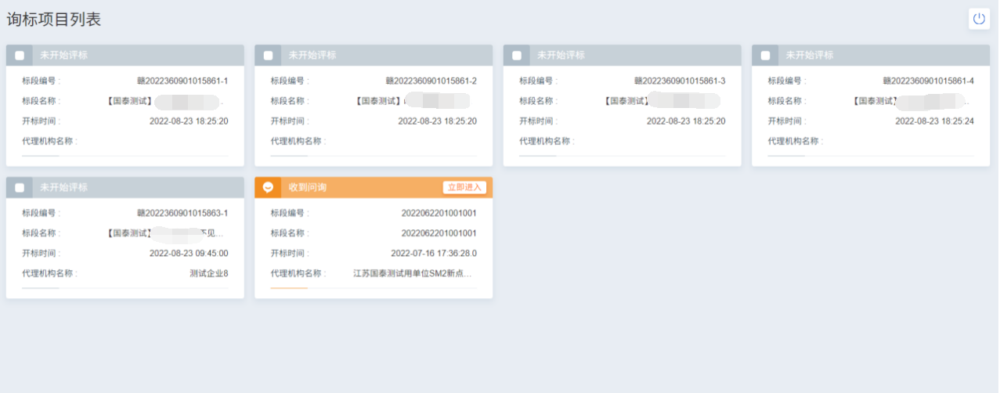 询标项目列表
未开始评标
标段编号：
赣2022360901015861-1
标段名称：
【国泰测试】
开标时间：
2022-08-23 18:25:20
代理机构名称：
未开始评标
标段编号：
赣2022360901015861-2
标段名称：
【国泰测试】
开标时间：
2022-08-23 18:25:20
代理机构名称：
未开始评标
标段编号：
赣2022360901015861-3
标段名称：
【国泰测试】
开标时间：
2022-08-23 18:25:20
代理机构名称：
未开始评标
标段编号：
赣2022360901015861-4
标段名称：
【国泰测试】 ...
开标时间：
2022-08-23 18:25:24
代理机构名称：
未开始评标
标段编号：
赣2022360901015863-1
标段名称：
【国泰测试】 不见...
开标时间：
2022-08-23 09:45:00
代理机构名称：
测试企业8
收到问询
立即进入
标段编号：
2022062201001001
标段名称：
2022062201001001
开标时间：
2022-07-16 17:36:28.0
代理机构名称：
江苏国泰测试用单位SM2新点...